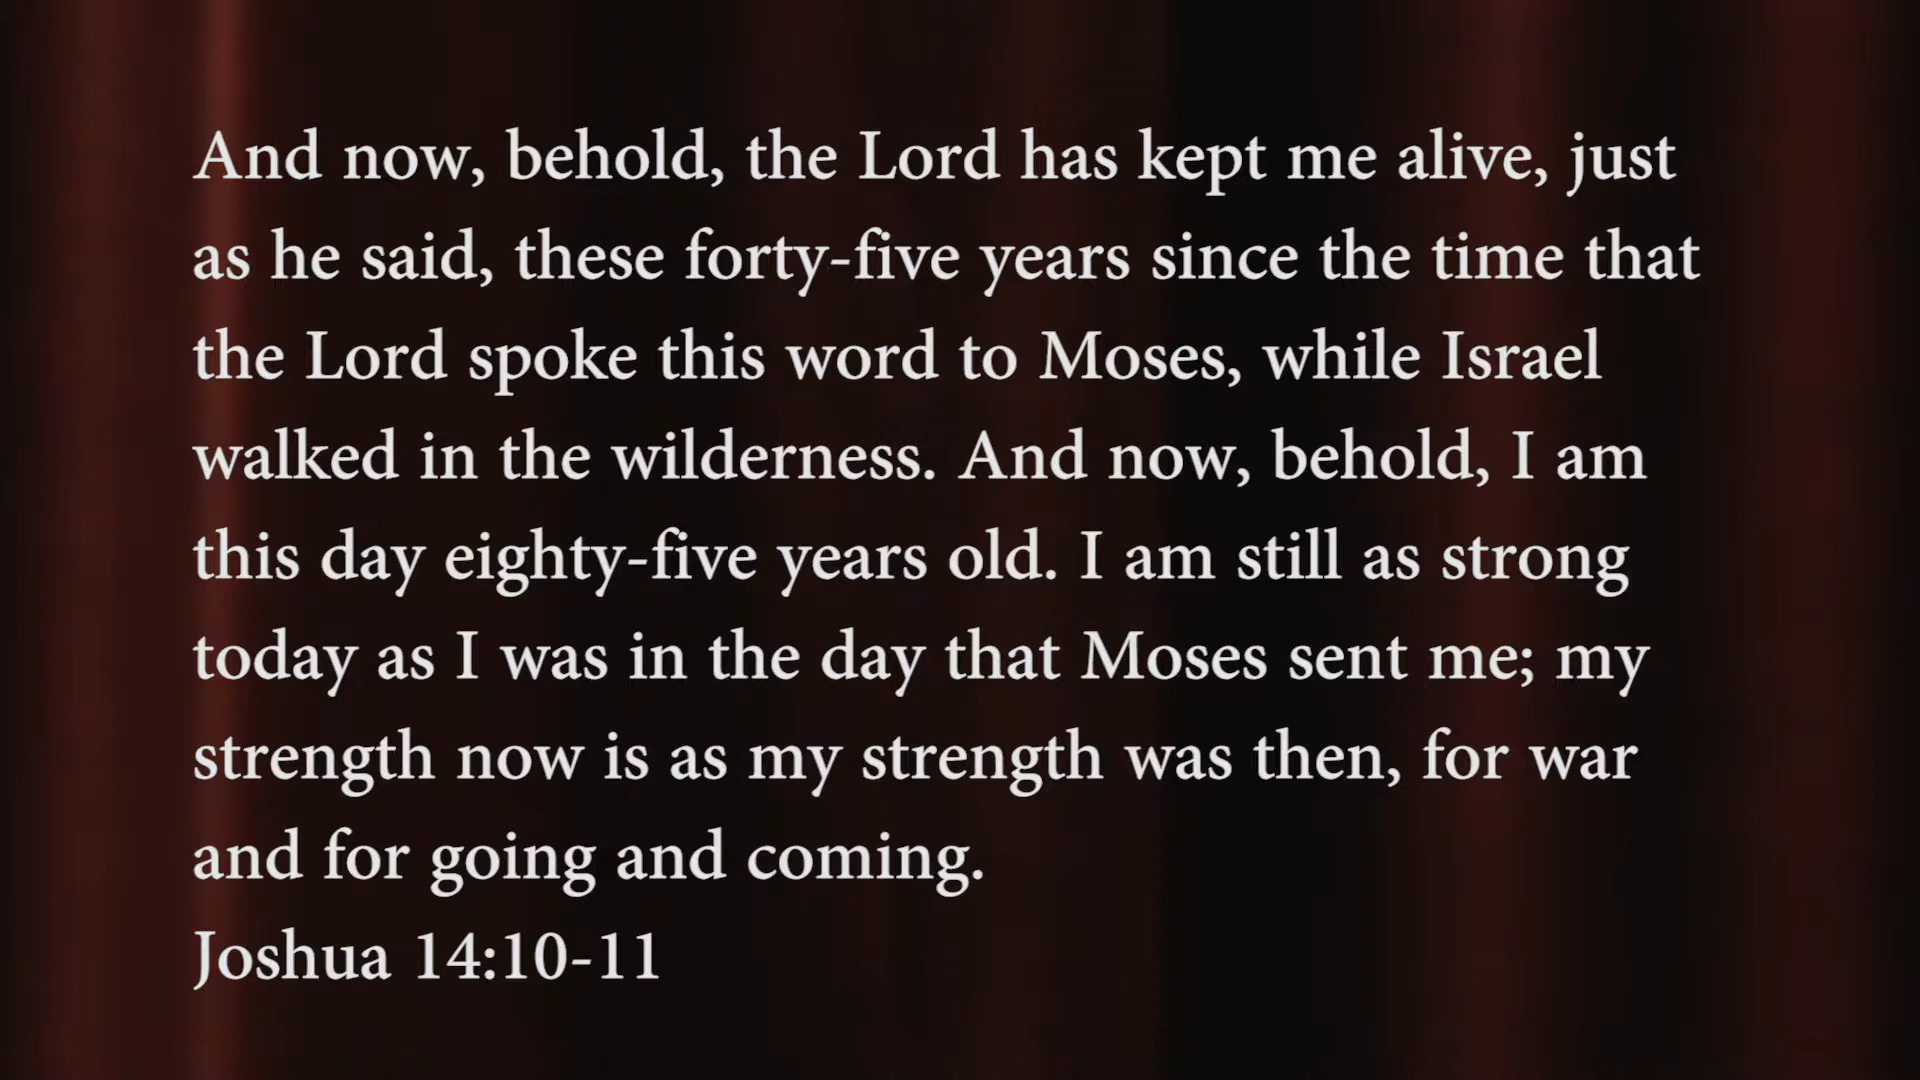 And now, behold, the Lord has kept me alive, just
as he said, these forty-five years since the time that
the Lord spoke this word to Moses, while Israel
walked in the wilderness. And now, behold, I am
this day eighty-five years old. I am still as strong
today as I was in the day that Moses sent me; my
strength now is as my strength was then, for war
and for going and coming.
Joshua 14:10-11